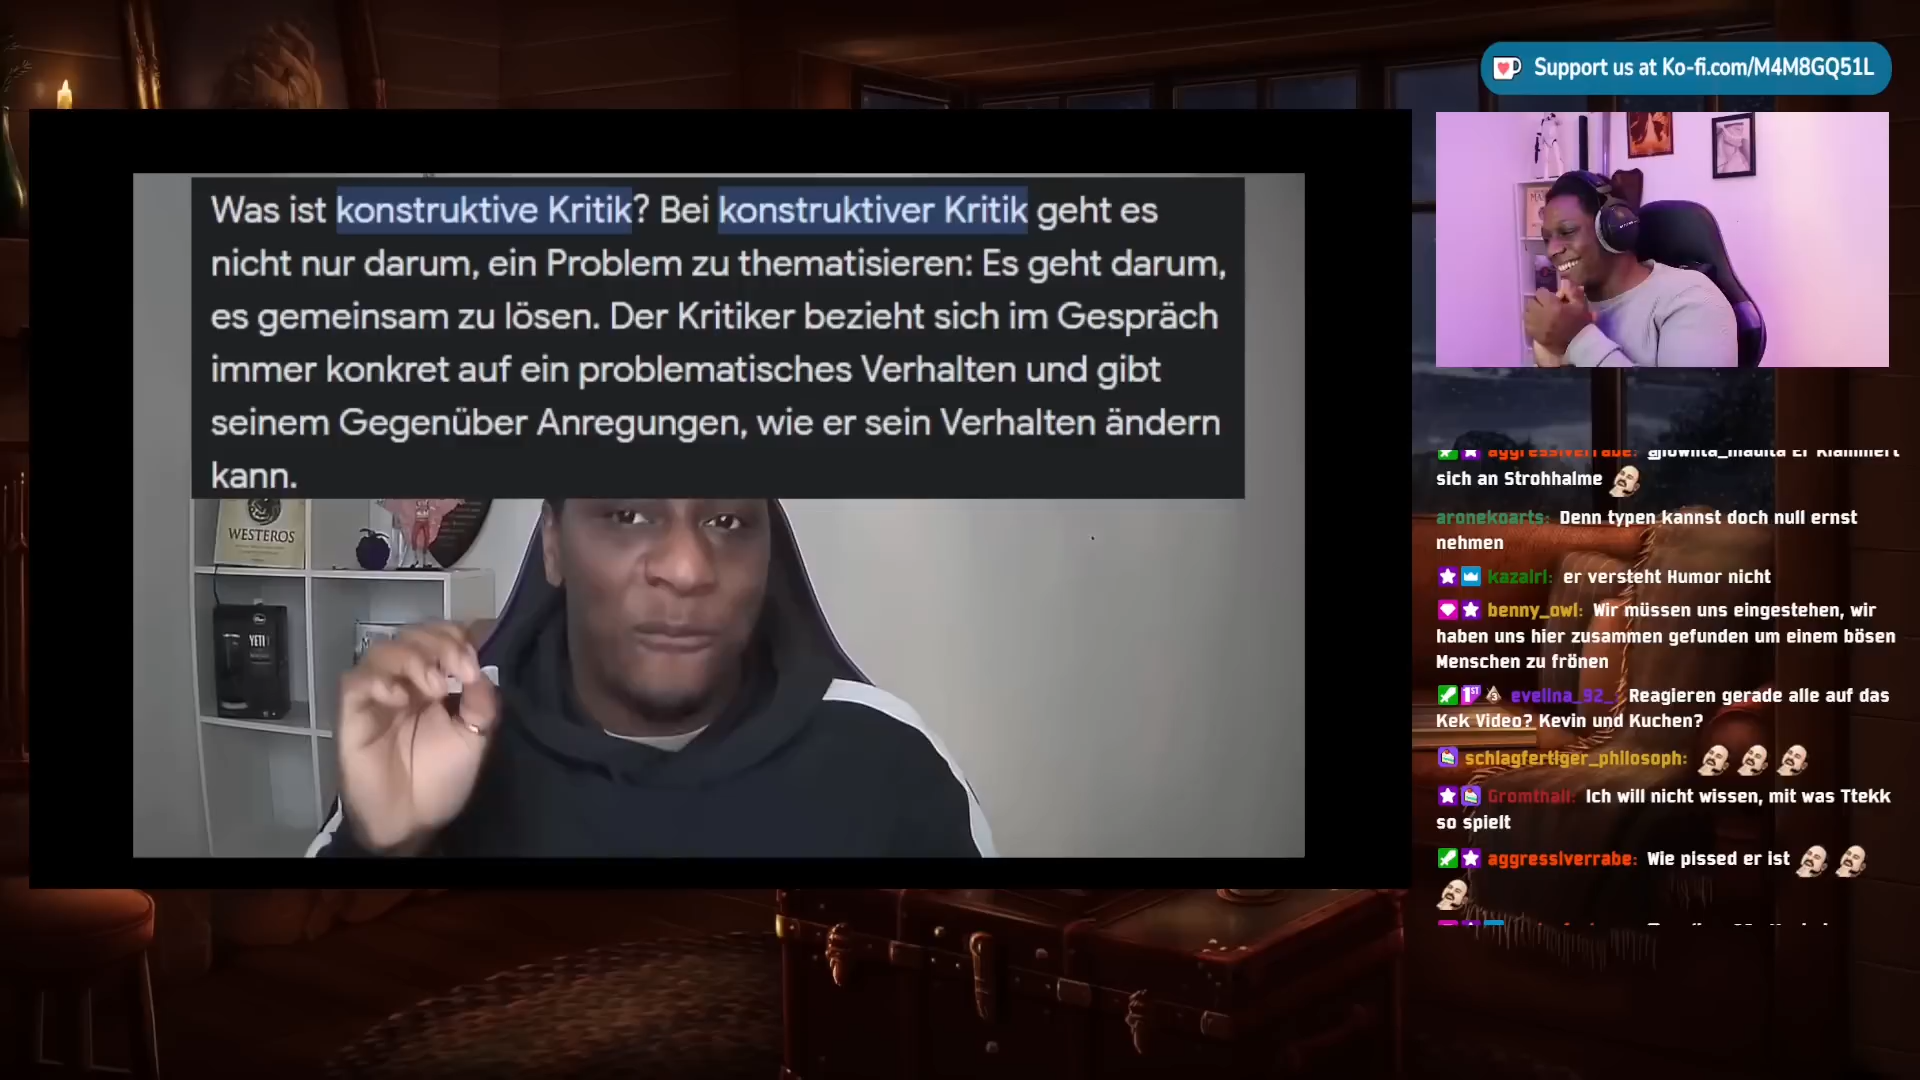 Support us at Ko-fi.com/M4M8GQ51L
Was ist konstruktive Kritik? Bei konstruktiver Kritik geht es
nicht nur darum, ein Problem zu thematisieren: Es geht darum,
es gemeinsam zu lösen. Der Kritiker bezieht sich im Gespräch
immer konkret auf ein problematisches Verhalten und gibt
seinem Gegenüber Anregungen, wie er sein Verhalten ändern
kann.
WESTEROS
YETI
aggressiverrabe:
sich an Strohhalme
aronekoarts: Denn typen kannst doch null ernst
nehmen
kazairi: er versteht Humor nicht
benny_owl: Wir müssen uns eingestehen, wir
haben uns hier zusammen gefunden um einem bösen
Menschen zu frönen
1ST evelina_92_: Reagieren gerade alle auf das
Kek Video? Kevin und Kuchen?
schlagfertiger_philosoph:
Gromthall: Ich will nicht wissen, mit was Ttekk
so spielt
aggressiverrabe: Wie pissed er ist